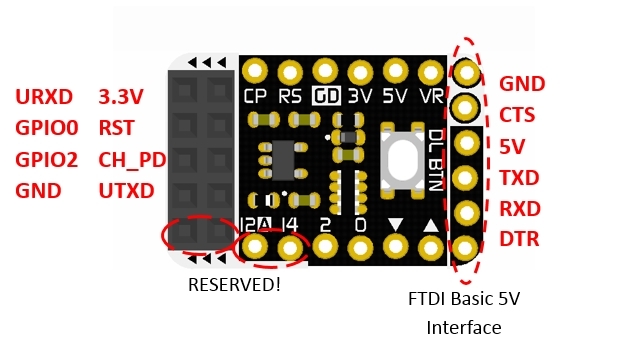 URXD 3.3V
GPIO0 RST
GPIO2 CH_PD
GND UTXD
CP RS GD 3V 5V VR
DL BTN
I2A I4 2 0
RESERVED!
GND
CTS
5V
TXD
RXD
DTR
FTDI Basic 5V
Interface